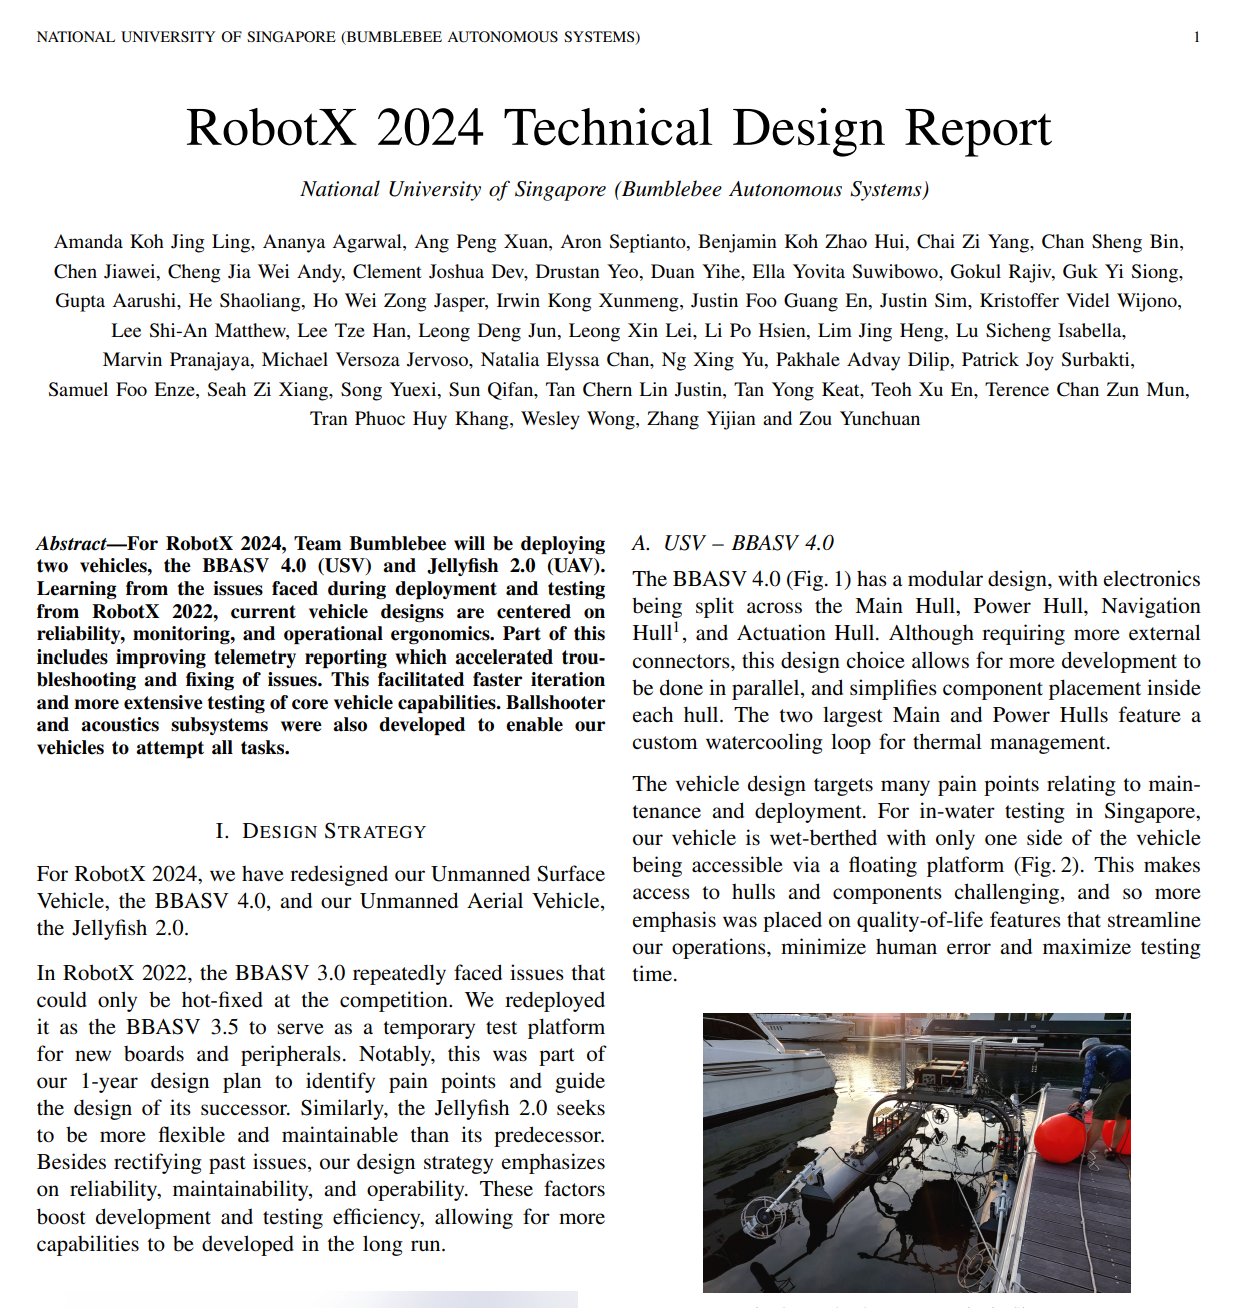 NATIONAL UNIVERSITY OF SINGAPORE (BUMBLEBEE AUTONOMOUS SYSTEMS) 1
RobotX 2024 Technical Design Report
National University of Singapore (Bumblebee Autonomous Systems)
Amanda Koh Jing Ling, Ananya Agarwal, Ang Peng Xuan, Aron Septianto, Benjamin Koh Zhao Hui, Chai Zi Yang, Chan Sheng Bin,
Chen Jiawei, Cheng Jia Wei Andy, Clement Joshua Dev, Drustan Yeo, Duan Yihe, Ella Yovita Suwibowo, Gokul Rajiv, Guk Yi Siong,
Gupta Aarushi, He Shaoliang, Ho Wei Zong Jasper, Irwin Kong Xunmeng, Justin Foo Guang En, Justin Sim, Kristoffer Videl Wijono,
Lee Shi-An Matthew, Lee Tze Han, Leong Deng Jun, Leong Xin Lei, Li Po Hsien, Lim Jing Heng, Lu Sicheng Isabella,
Marvin Pranajaya, Michael Versoza Jervoso, Natalia Elyssa Chan, Ng Xing Yu, Pakhale Advay Dilip, Patrick Joy Surbakti,
Samuel Foo Enze, Seah Zi Xiang, Song Yuexi, Sun Qifan, Tan Chern Lin Justin, Tan Yong Keat, Teoh Xu En, Terence Chan Zun Mun,
Tran Phuoc Huy Khang, Wesley Wong, Zhang Yijian and Zou Yunchuan
Abstract—For RobotX 2024, Team Bumblebee will be deploying
two vehicles, the BBASV 4.0 (USV) and Jellyfish 2.0 (UAV).
Learning from the issues faced during deployment and testing
from RobotX 2022, current vehicle designs are centered on
reliability, monitoring, and operational ergonomics. Part of this
includes improving telemetry reporting which accelerated trou-
bleshooting and fixing of issues. This facilitated faster iteration
and more extensive testing of core vehicle capabilities. Ballshooter
and acoustics subsystems were also developed to enable our
vehicles to attempt all tasks.
I. DESIGN STRATEGY
For RobotX 2024, we have redesigned our Unmanned Surface
Vehicle, the BBASV 4.0, and our Unmanned Aerial Vehicle,
the Jellyfish 2.0.
In RobotX 2022, the BBASV 3.0 repeatedly faced issues that
could only be hot-fixed at the competition. We redeployed
it as the BBASV 3.5 to serve as a temporary test platform
for new boards and peripherals. Notably, this was part of
our 1-year design plan to identify pain points and guide
the design of its successor. Similarly, the Jellyfish 2.0 seeks
to be more flexible and maintainable than its predecessor.
Besides rectifying past issues, our design strategy emphasizes
on reliability, maintainability, and operability. These factors
boost development and testing efficiency, allowing for more
capabilities to be developed in the long run.
A. USV – BBASV 4.0
The BBASV 4.0 (Fig. 1) has a modular design, with electronics
being split across the Main Hull, Power Hull, Navigation
Hull¹, and Actuation Hull. Although requiring more external
connectors, this design choice allows for more development to
be done in parallel, and simplifies component placement inside
each hull. The two largest Main and Power Hulls feature a
custom watercooling loop for thermal management.
The vehicle design targets many pain points relating to main-
tenance and deployment. For in-water testing in Singapore,
our vehicle is wet-berthed with only one side of the vehicle
being accessible via a floating platform (Fig. 2). This makes
access to hulls and components challenging, and so more
emphasis was placed on quality-of-life features that streamline
our operations, minimize human error and maximize testing
time.